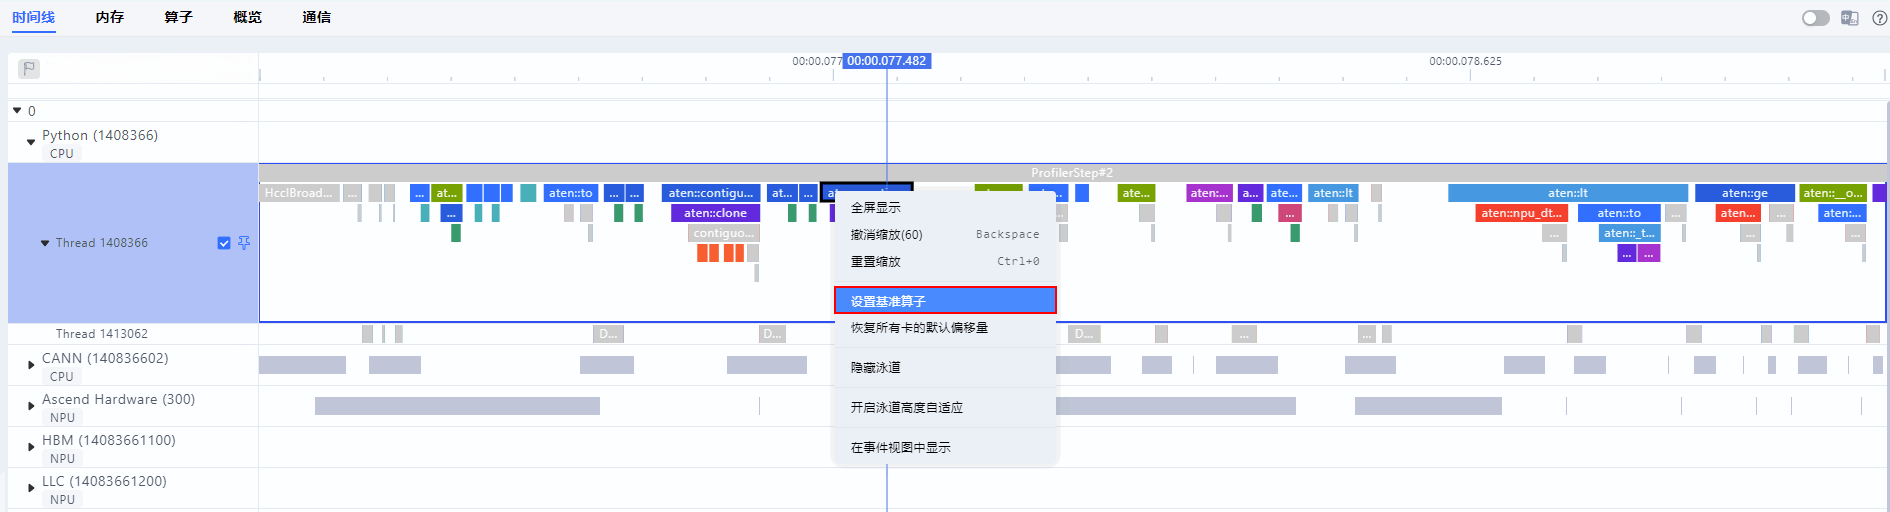 时间线 内存 算子 概览 通信
00:00.077 00:00.077.482 00:00.078.625
0
Python (1408366)
CPU
ProfilerStep#2
HcclBroad... ... ... at... aten::to ... ... aten::contigu... at... ... ate... aten:... a... ate... aten::lt aten::lt aten::ge aten::__o...
... aten::clone ... aten::npu_dt... aten::to aten... ... aten:...
contiguo... ... aten::_t... ... ...
... ...
Thread 1408366
Thread 1413062
D... D... D... ... ... ...
CANN (140836602)
CPU
Ascend Hardware (300)
NPU
HBM (14083661100)
NPU
LLC (14083661200)
NPU
全屏显示
撤消缩放(60) Backspace
重置缩放 Ctrl+0
设置基准算子
恢复所有卡的默认偏移量
隐藏泳道
开启泳道高度自适应
在事件视图中显示